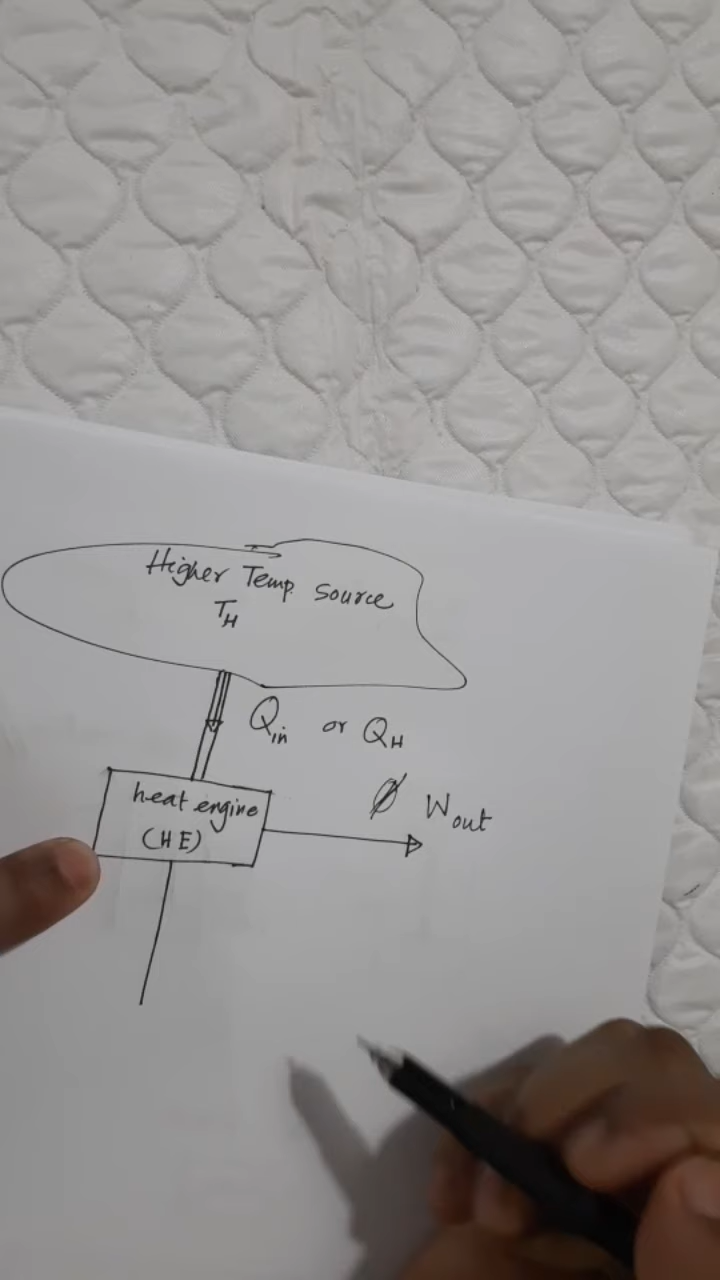 Higher Temp. Source
T_H
Q_in or Q_H
heat engine
(HE)
W_out